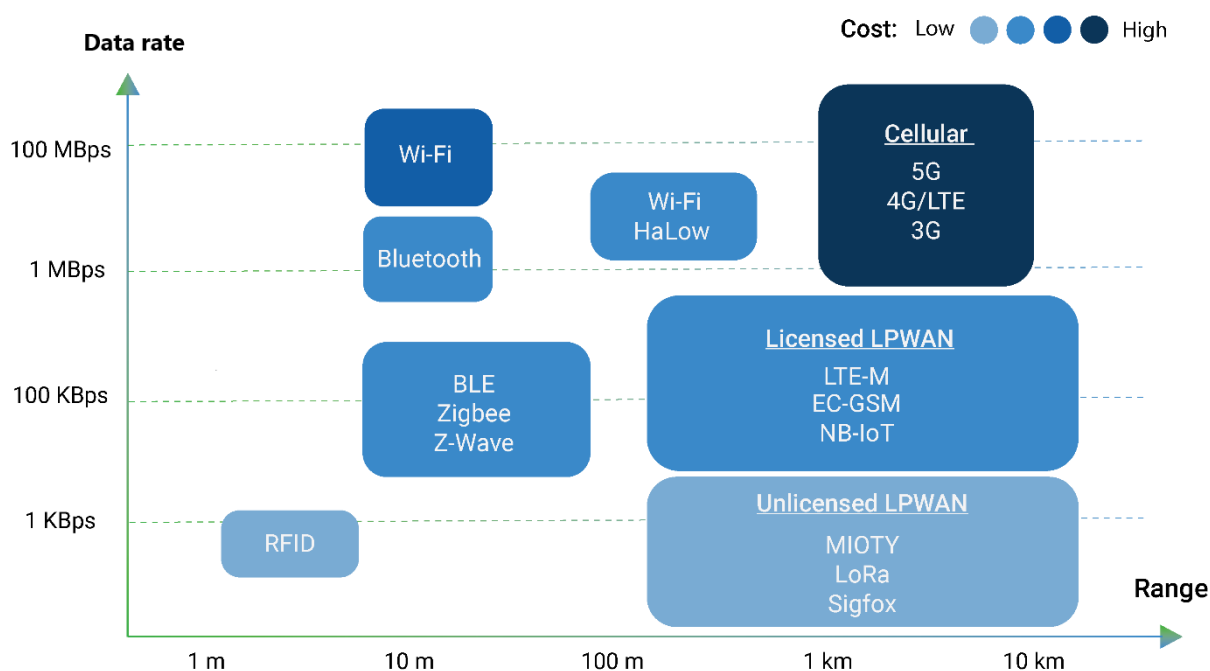 Cost: Low High
Data rate
100 MBps
Wi-Fi
Cellular
5G
4G/LTE
3G
Wi-Fi
HaLow
1 MBps
Bluetooth
Licensed LPWAN
LTE-M
EC-GSM
NB-IoT
100 KBps
BLE
Zigbee
Z-Wave
1 KBps
RFID
Unlicensed LPWAN
MIOTY
LoRa
Sigfox
Range
1 m 10 m 100 m 1 km 10 km